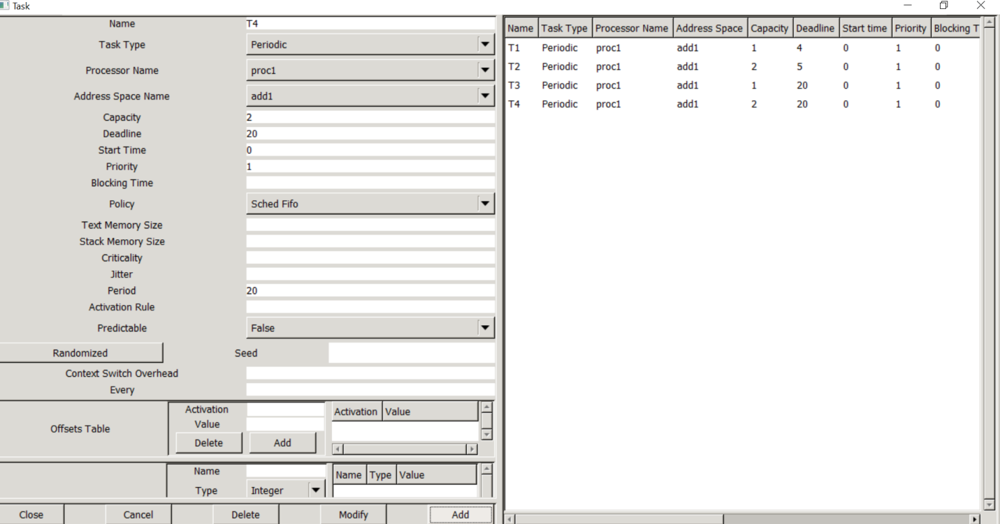 Task
Name T4
Task Type Periodic
Processor Name proc1
Address Space Name add1
Capacity 2
Deadline 20
Start Time 0
Priority 1
Blocking Time
Policy Sched Fifo
Text Memory Size
Stack Memory Size
Criticality
Jitter
Period 20
Activation Rule
Predictable False
Randomized Seed
Context Switch Overhead
Every
Offsets Table
Activation
Value
Delete Add
Activation Value
Name
Type Integer
Name Type Value
Close Cancel Delete Modify Add
Name Task Type Processor Name Address Space Capacity Deadline Start time Priority Blocking T
T1 Periodic proc1 add1 1 4 0 1 0
T2 Periodic proc1 add1 2 5 0 1 0
T3 Periodic proc1 add1 1 20 0 1 0
T4 Periodic proc1 add1 2 20 0 1 0